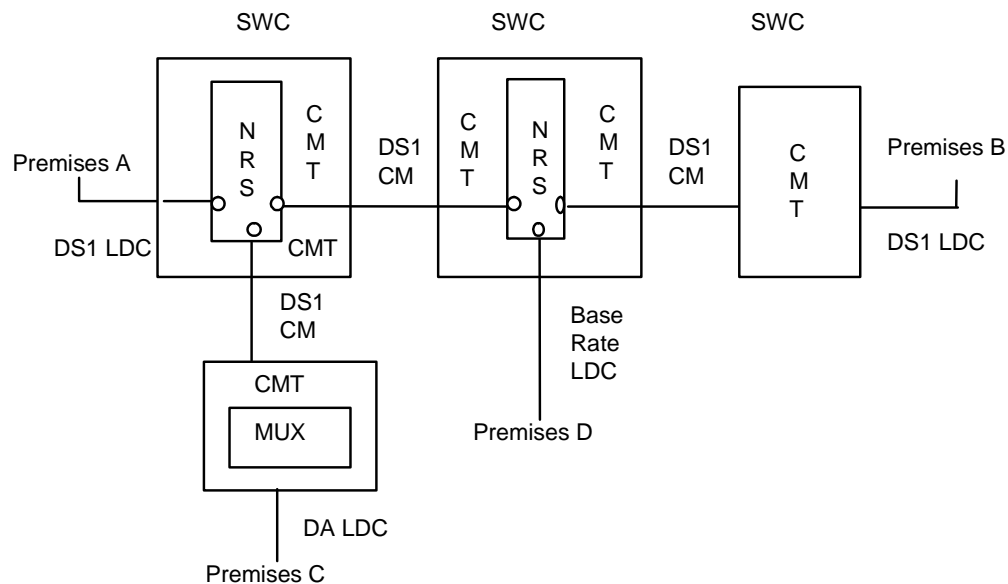 SWC
SWC
SWC
Premises A
DS1 LDC
N
R
S
C
M
T
CMT
DS1
CM
DS1
CM
CMT
MUX
DA LDC
Premises C
C
M
T
N
R
S
C
M
T
Base
Rate
LDC
Premises D
DS1
CM
C
M
T
Premises B
DS1 LDC